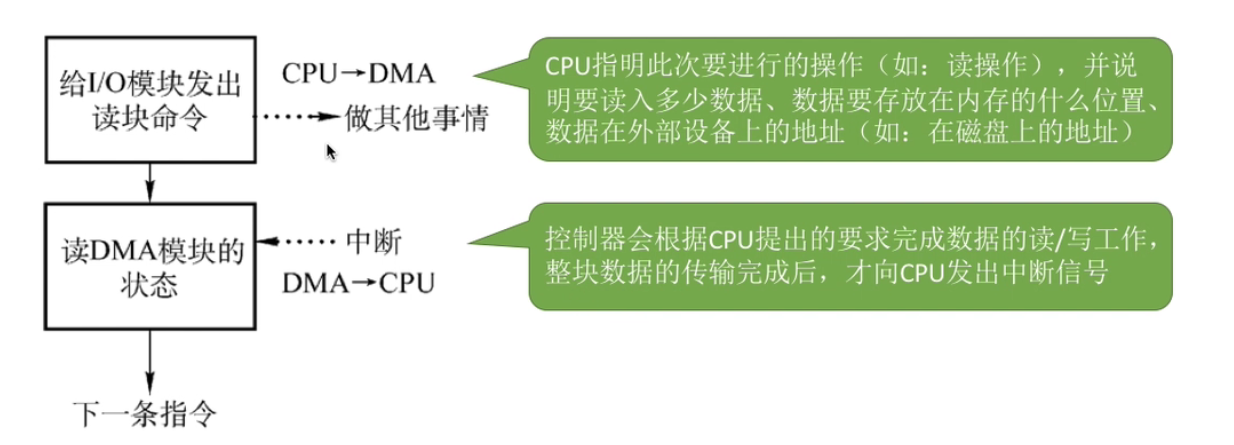 给I/O模块发出
读块命令
CPU→DMA
做其他事情
CPU指明此次要进行的操作（如：读操作），并说
明要读入多少数据、数据要存放在内存的什么位置、
数据在外部设备上的地址（如：在磁盘上的地址）
读DMA模块的
状态
中断
DMA→CPU
控制器会根据CPU提出的要求完成数据的读/写工作，
整块数据的传输完成后，才向CPU发出中断信号
下一条指令